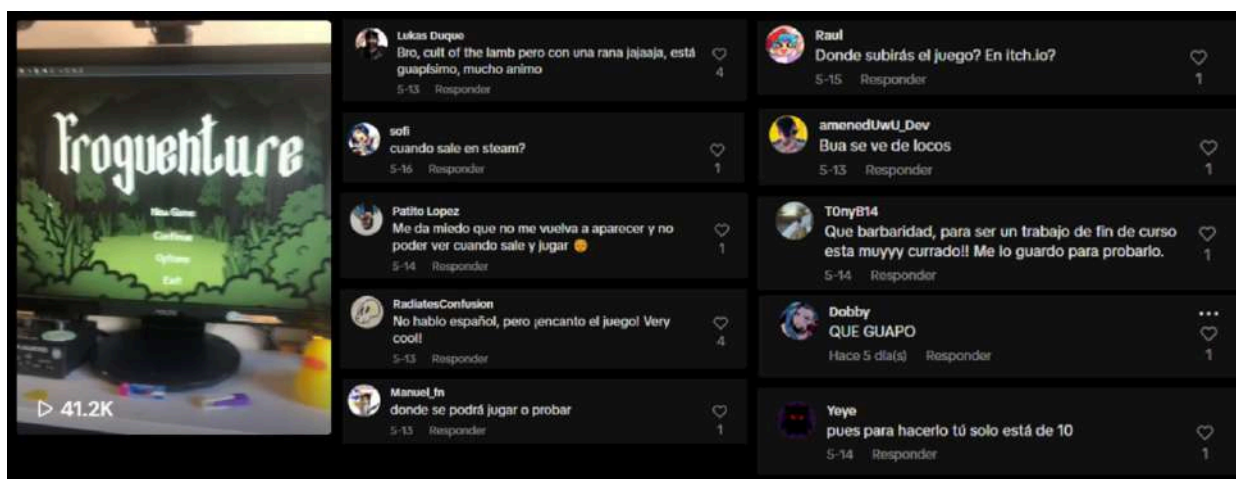 Froguenture
New Game
Continue
Options
Exit
41.2K
Lukas Duque
Bro, cult of the lamb pero con una rana jajaaja, está
guapísimo, mucho animo
4
5-13 Responder
sofi
cuando sale en steam?
1
5-16 Responder
Patito Lopez
Me da miedo que no me vuelva a aparecer y no
poder ver cuando sale y jugar
1
5-14 Responder
RadiatesConfusion
No hablo español, pero ¡encanto el juego! Very
cool!
4
5-13 Responder
Manuel_fn
donde se podrá jugar o probar
1
5-13 Responder
Raul
Donde subirás el juego? En itch.io?
1
5-15 Responder
amenedUwU_Dev
Bua se ve de locos
1
5-13 Responder
T0nyB14
Que barbaridad, para ser un trabajo de fin de curso
esta muyyy currado!! Me lo guardo para probarlo.
1
5-14 Responder
Dobby
QUE GUAPO
Hace 5 día(s) Responder
1
Yeye
pues para hacerlo tú solo está de 10
1
5-14 Responder